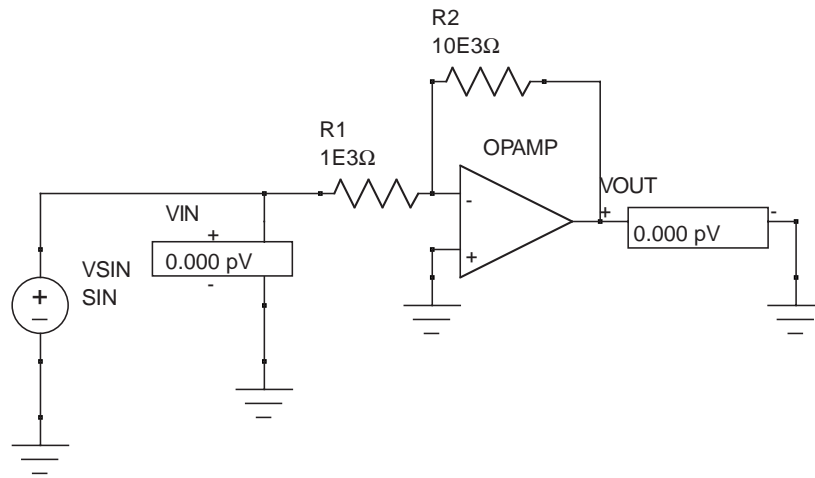 R2
10E3Ω
R1
1E3Ω
OPAMP
VIN
VOUT
+
-
+
-
0.000 pV
+
0.000 pV
-
+
-
VSIN
SIN
+
–